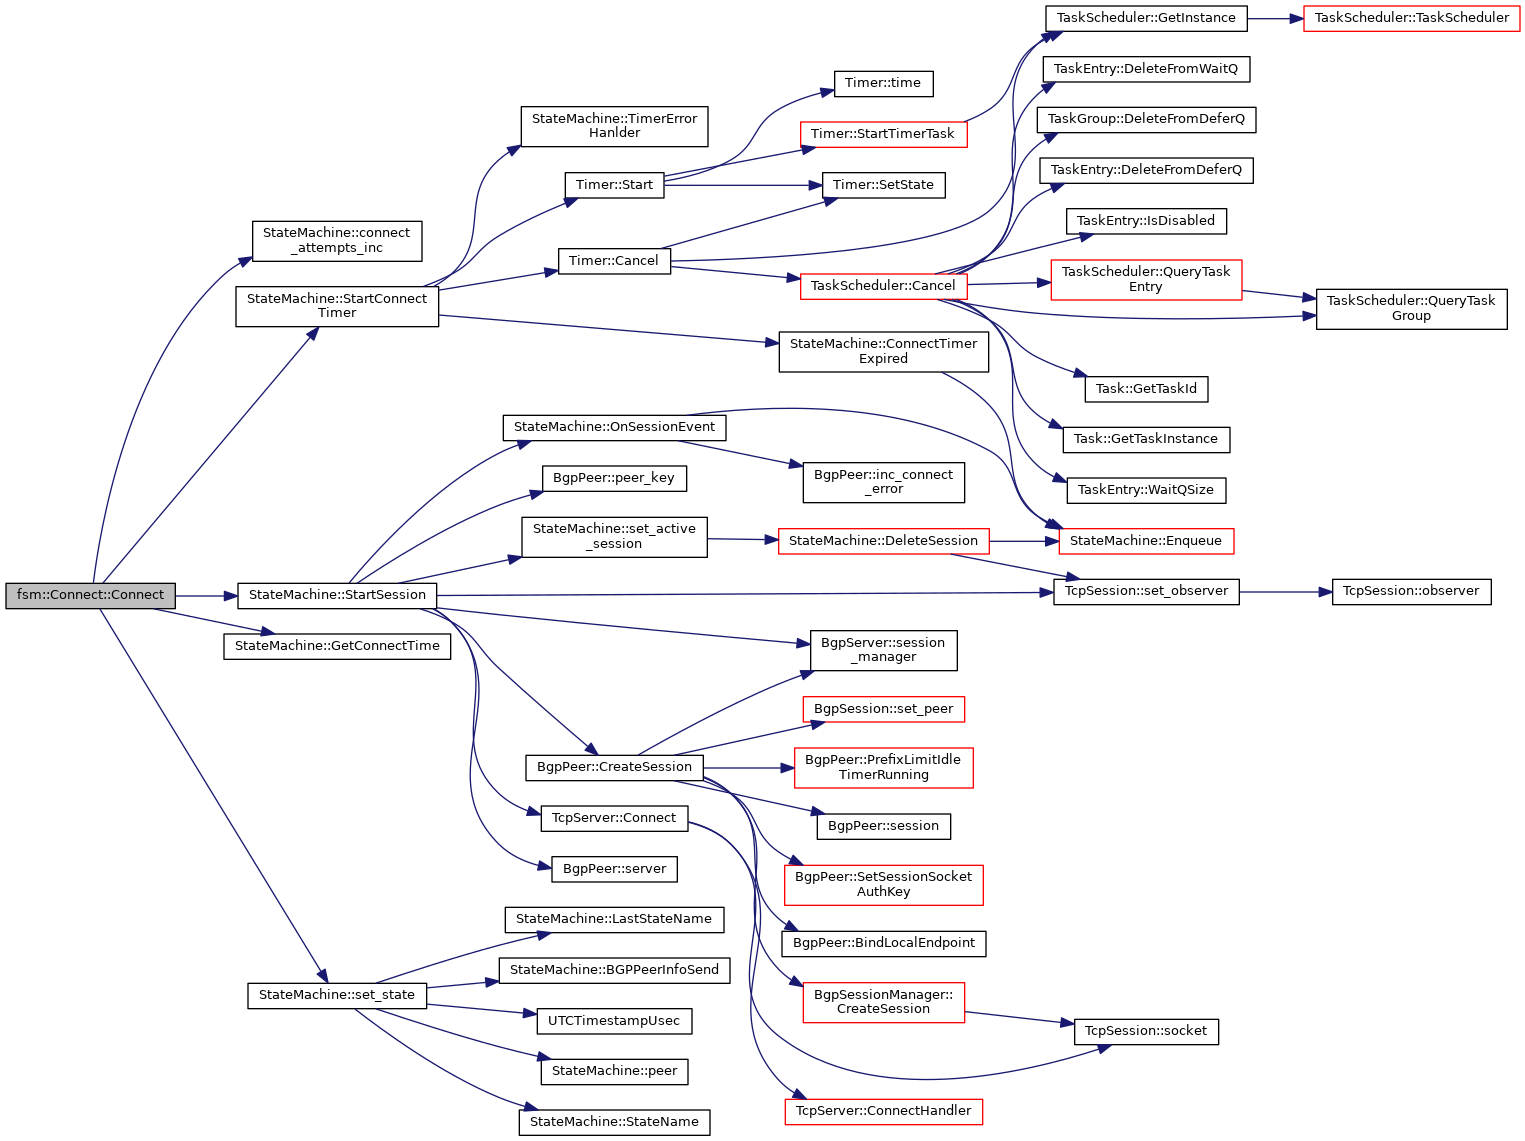 fsm::Connect::Connect
StateMachine::connect
_attempts_inc
StateMachine::StartConnect
Timer
StateMachine::StartSession
StateMachine::GetConnectTime
StateMachine::set_state
StateMachine::TimerError
Hanlder
Timer::Start
Timer::Cancel
StateMachine::OnSessionEvent
BgpPeer::peer_key
StateMachine::set_active
_session
BgpPeer::CreateSession
TcpServer::Connect
BgpPeer::server
StateMachine::LastStateName
StateMachine::BGPPeerInfoSend
UTCTimestampUsec
StateMachine::peer
StateMachine::StateName
Timer::time
Timer::StartTimerTask
Timer::SetState
TaskScheduler::Cancel
StateMachine::ConnectTimer
Expired
BgpPeer::inc_connect
_error
StateMachine::DeleteSession
BgpServer::session
_manager
BgpSession::set_peer
BgpPeer::PrefixLimitIdle
TimerRunning
BgpPeer::session
BgpPeer::SetSessionSocket
AuthKey
BgpPeer::BindLocalEndpoint
BgpSessionManager::
CreateSession
TcpServer::ConnectHandler
TaskScheduler::GetInstance
TaskEntry::DeleteFromWaitQ
TaskGroup::DeleteFromDeferQ
TaskEntry::DeleteFromDeferQ
TaskEntry::IsDisabled
TaskScheduler::QueryTask
Entry
Task::GetTaskId
Task::GetTaskInstance
TaskEntry::WaitQSize
StateMachine::Enqueue
TcpSession::set_observer
TcpSession::socket
TaskScheduler::TaskScheduler
TaskScheduler::QueryTask
Group
TcpSession::observer